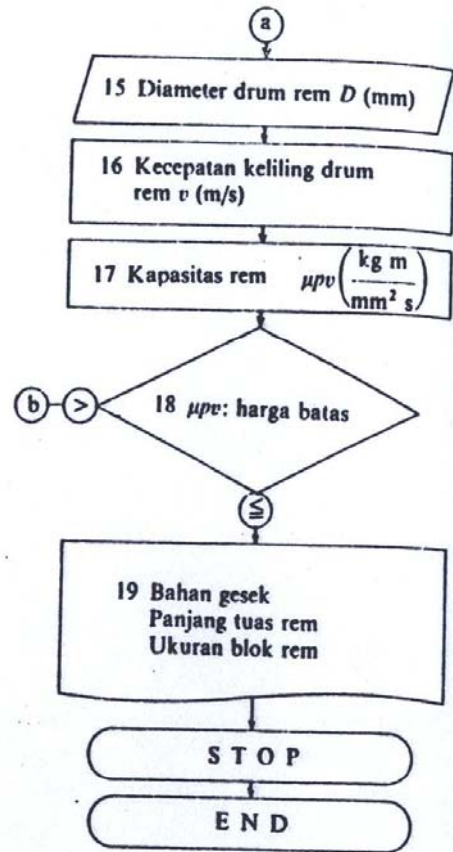 a
15 Diameter drum rem D (mm)
16 Kecepatan keliling drum
rem v (m/s)
17 Kapasitas rem μpv(kg m/mm² s)
b > 18 μpv: harga batas
≦
19 Bahan gesek
Panjang tuas rem
Ukuran blok rem
STOP
END